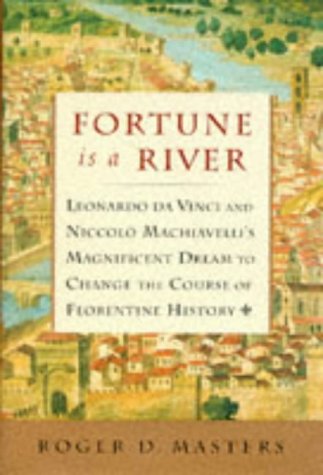 FORTUNE
is a
RIVER
LEONARDO DA VINCI AND
NICCOLO MACHIAVELLI'S
MAGNIFICENT DREAM TO
CHANGE THE COURSE OF
FLORENTINE HISTORY
ROGER D. MASTERS